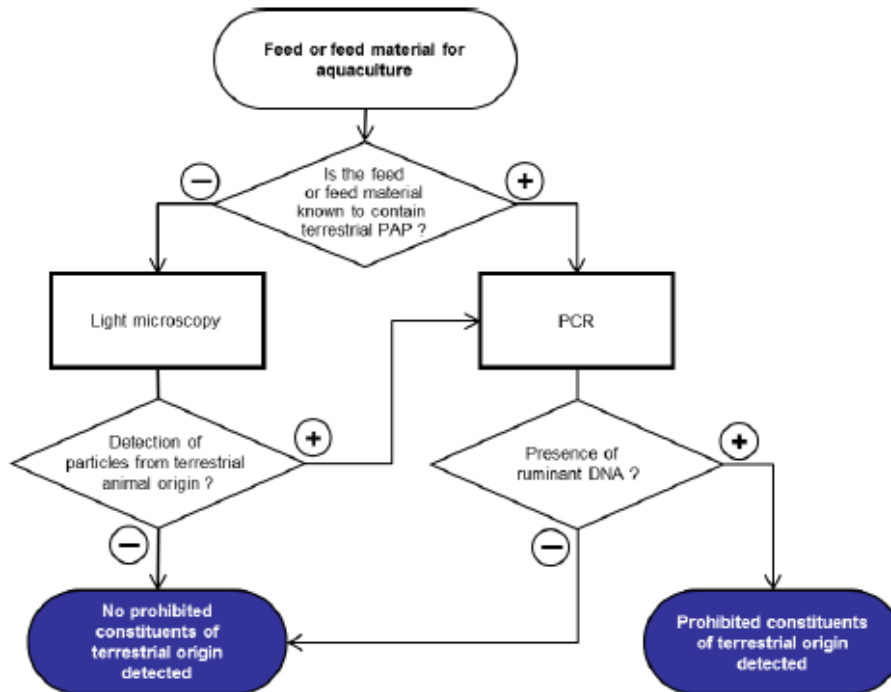 Feed or feed material for
aquaculture
Is the feed
or feed material
known to contain
terrestrial PAP ?
−
+
Light microscopy
PCR
Detection of
particles from terrestrial
animal origin ?
+
−
Presence of
ruminant DNA ?
+
−
No prohibited
constituents of
terrestrial origin
detected
Prohibited constituents
of terrestrial origin
detected